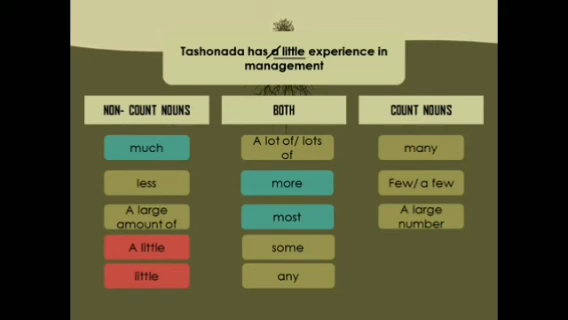 Tashonada has a little experience in
management
NON- COUNT NOUNS
BOTH
COUNT NOUNS
much
A lot of/ lots
of
many
less
more
Few/ a few
A large
amount of
most
A large
number
A little
some
little
any